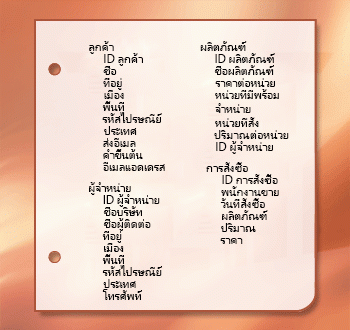 ลูกค้า
ID ลูกค้า
ชื่อ
ที่อยู่
เมือง
พื้นที่
รหัสไปรษณีย์
ประเทศ
ส่งอีเมล
คำขึ้นต้น
อีเมลแอดเดรส
ผู้จำหน่าย
ID ผู้จำหน่าย
ชื่อบริษัท
ชื่อผู้ติดต่อ
ที่อยู่
เมือง
พื้นที่
รหัสไปรษณีย์
ประเทศ
โทรศัพท์
ผลิตภัณฑ์
ID ผลิตภัณฑ์
ชื่อผลิตภัณฑ์
ราคาต่อหน่วย
หน่วยที่มีพร้อม
จำหน่าย
หน่วยที่สั่ง
ปริมาณต่อหน่วย
ID ผู้จำหน่าย
การสั่งซื้อ
ID การสั่งซื้อ
พนักงานขาย
วันที่สั่งซื้อ
ผลิตภัณฑ์
ปริมาณ
ราคา